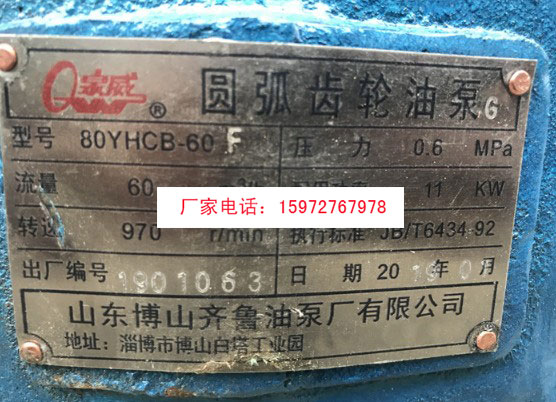 家威 ® 圆弧齿轮油泵 G
型号 80YHCB-60 F 压力 0.6 MPa
流量 60 11 KW
厂家电话：15972767978
转速 970 r/min 执行标准 JB/T6434-92
出厂编号 1901063 日期 20 月
山东博山齐鲁油泵厂有限公司
地址：淄博市博山白塔工业园